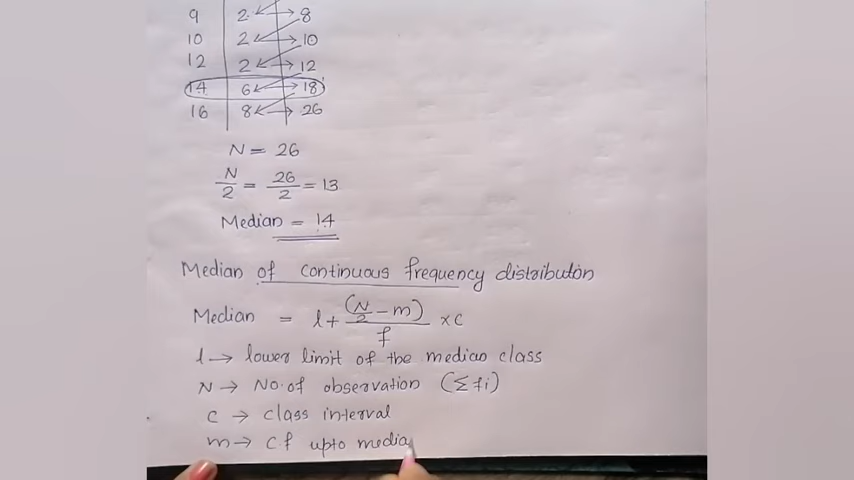 9 2 8
10 2 10
12 2 12
14 6 18
16 8 26
N = 26
N/2 = 26/2 = 13
Median = 14
Median of continuous frequency distributon
Median = l + (N/2 - m)/f × c
l → lower limit of the median class
N → No. of observation (Σfi)
c → class interval
m → cf upto media